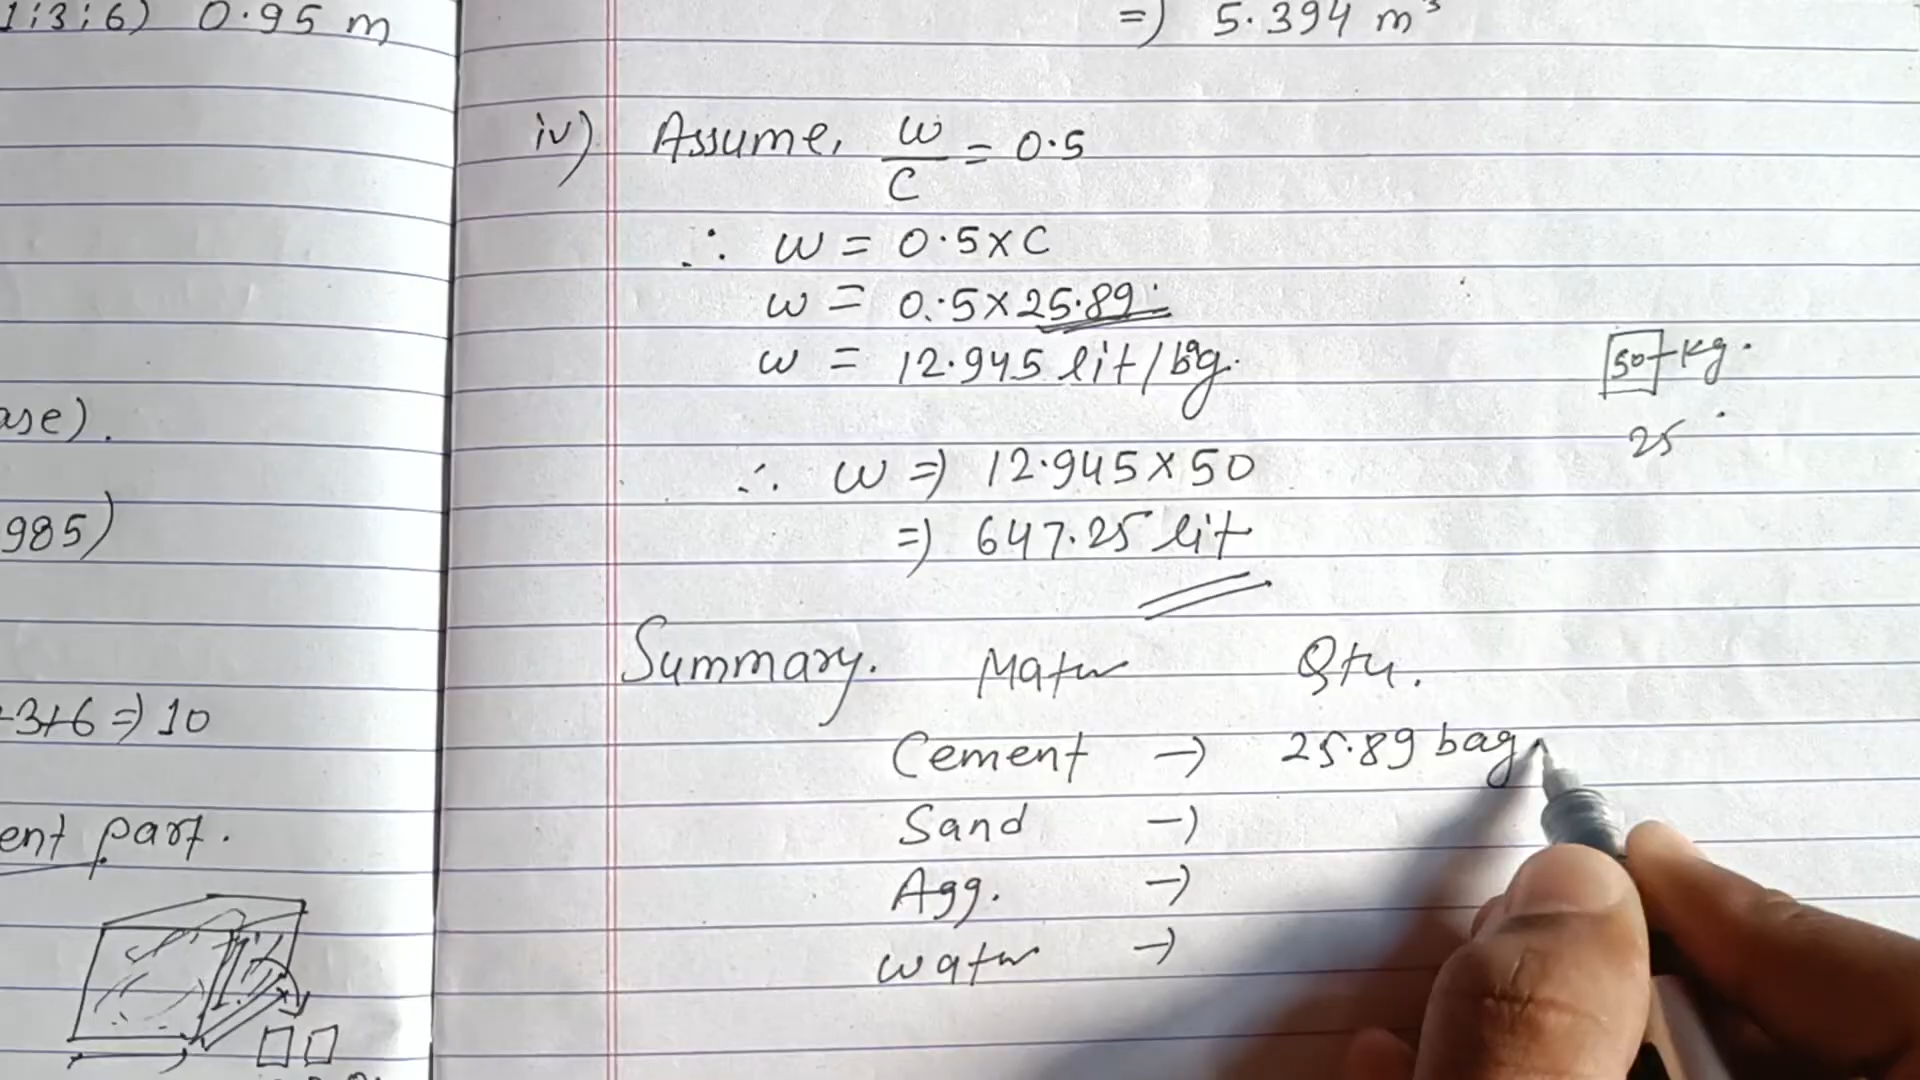 1:3:6) 0.95 m
ase).
985)
+3+6 => 10
ent part.
=) 5.394 m³
iv) Assume, w/c = 0.5
∴ w = 0.5×C
w = 0.5×25.89
w = 12.945 lit/bag.
50 kg.
25
∴ w => 12.945×50
=> 647.25 lit
Summary. Mater Qty.
Cement → 25.89 bag
Sand →
Agg. →
water →